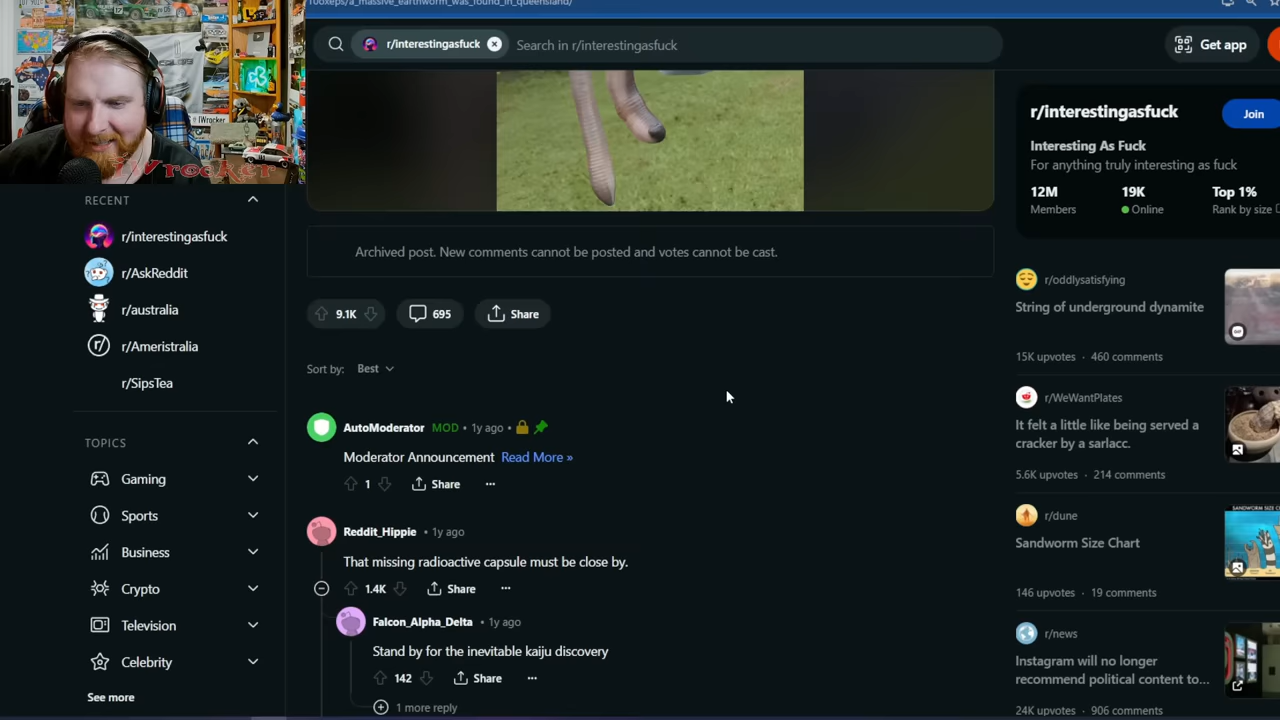 100xeps/a_massive_earthworm_was_found_in_queensland/
r/interestingasfuck
Search in r/interestingasfuck
Get app
IWrocker
IWrocker
RECENT
r/interestingasfuck
r/AskReddit
r/australia
r/Ameristralia
r/SipsTea
TOPICS
Gaming
Sports
Business
Crypto
Television
Celebrity
See more
Archived post. New comments cannot be posted and votes cannot be cast.
9.1K
695
Share
Sort by: Best
AutoModerator MOD • 1y ago •
Moderator Announcement Read More »
1 Share
Reddit_Hippie • 1y ago
That missing radioactive capsule must be close by.
1.4K Share
Falcon_Alpha_Delta • 1y ago
Stand by for the inevitable kaiju discovery
142 Share
1 more reply
r/interestingasfuck
Join
Interesting As Fuck
For anything truly interesting as fuck
12M 19K Top 1%
Members Online Rank by size
r/oddlysatisfying
String of underground dynamite
15K upvotes • 460 comments
r/WeWantPlates
It felt a little like being served a
cracker by a sarlacc.
5.6K upvotes • 214 comments
r/dune
Sandworm Size Chart
SANDWORM SIZE
146 upvotes • 19 comments
r/news
Instagram will no longer
recommend political content to...
24K upvotes • 906 comments